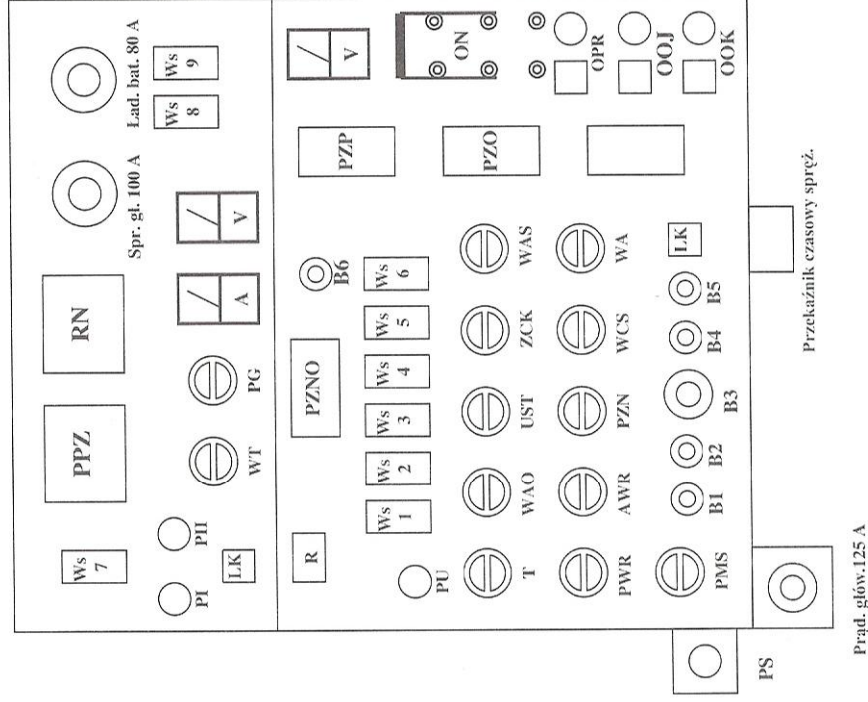 Ws
7
PPZ
RN
Spr. gł. 100 A
Ład. bat. 80 A
PI
PII
LK
WT
PG
A
V
Ws
8
Ws
9
R
PZNO
B6
PZP
V
PU
Ws
1
Ws
2
Ws
3
Ws
4
Ws
5
Ws
6
ON
T
WAO
UST
ZCK
WAS
PZO
PWR
AWR
PZN
WCS
WA
OPR
OOJ
OOK
PMS
B1
B2
B3
B4
B5
LK
PS
Prąd. głów.125 A
Przekaźnik czasowy spręż.